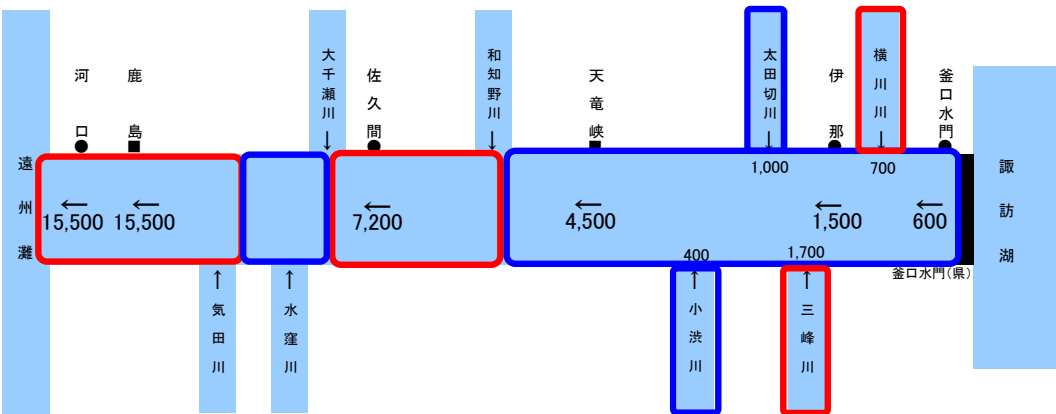 大千瀬川
和知野川
太田切川
横川川
河口
鹿島
佐久間
天竜峡
伊那
釜口水門
↓
↓
↓
↓
1,000
700
遠州灘
←
15,500
←
15,500
←
7,200
←
4,500
←
1,500
←
600
諏訪湖
400
1,700
釜口水門(県)
↑
気田川
↑
水窪川
↑
小渋川
↑
三峰川